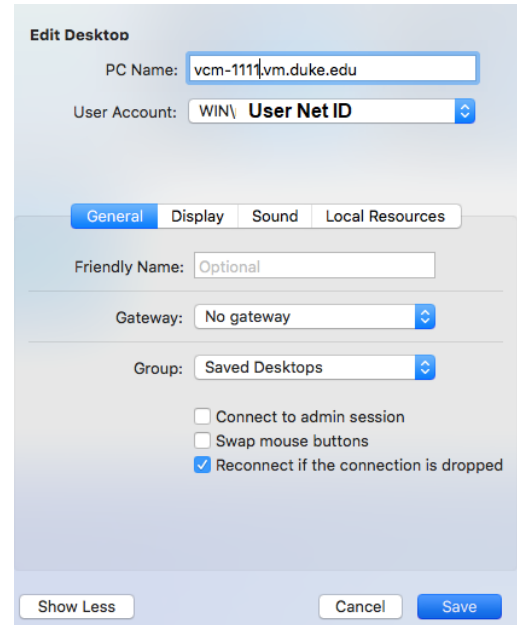 Edit Desktop
PC Name: vcm-1111.vm.duke.edu
User Account: WIN\ User Net ID
General Display Sound Local Resources
Friendly Name: Optional
Gateway: No gateway
Group: Saved Desktops
Connect to admin session
Swap mouse buttons
Reconnect if the connection is dropped
Show Less Cancel Save